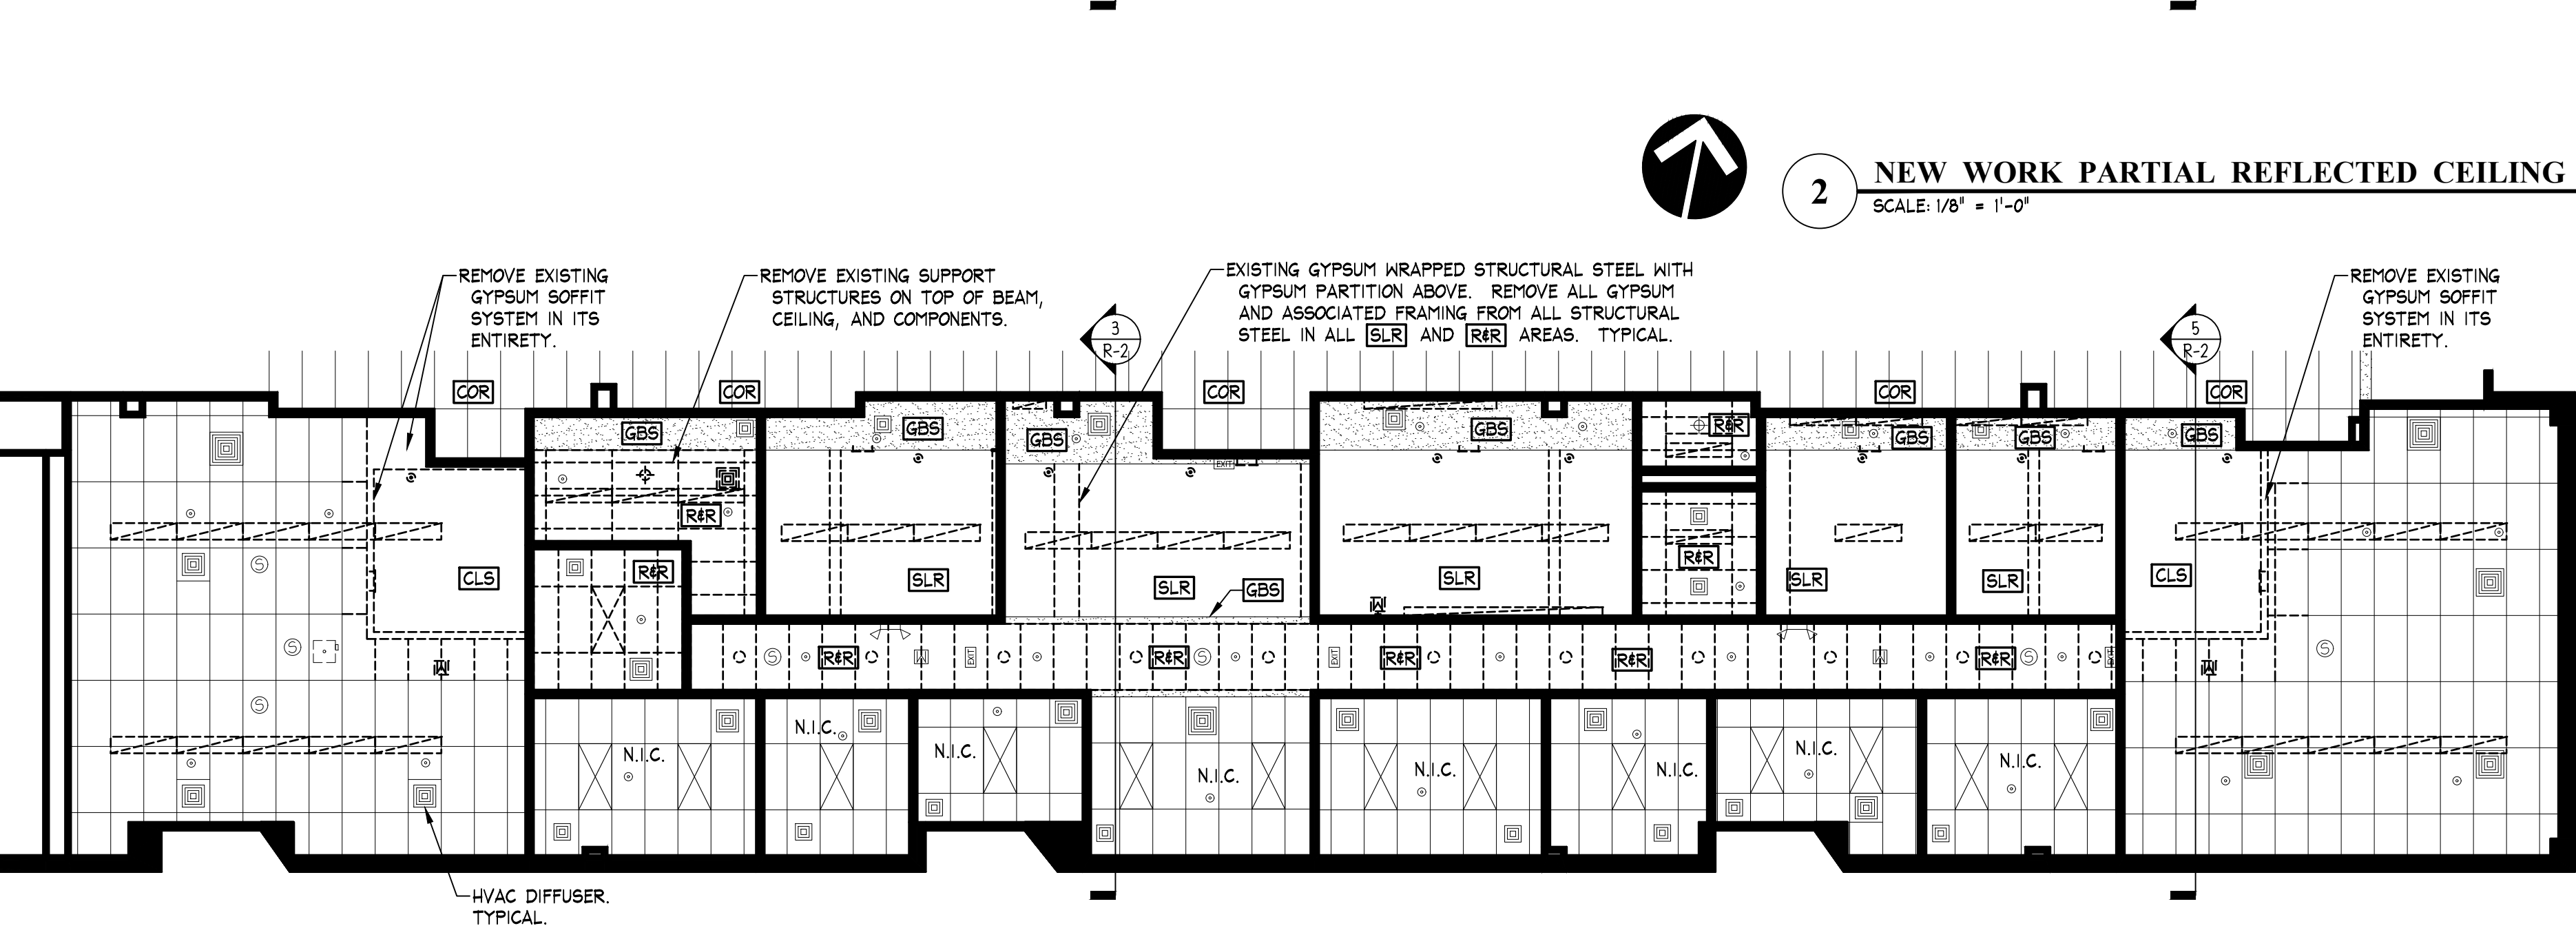 2
NEW WORK PARTIAL REFLECTED CEILING
SCALE: 1/8" = 1'-0"
REMOVE EXISTING
GYPSUM SOFFIT
SYSTEM IN ITS
ENTIRETY.
REMOVE EXISTING SUPPORT
STRUCTURES ON TOP OF BEAM,
CEILING, AND COMPONENTS.
3
R-2
EXISTING GYPSUM WRAPPED STRUCTURAL STEEL WITH
GYPSUM PARTITION ABOVE. REMOVE ALL GYPSUM
AND ASSOCIATED FRAMING FROM ALL STRUCTURAL
STEEL IN ALL SLR AND R&R AREAS. TYPICAL.
5
R-2
REMOVE EXISTING
GYPSUM SOFFIT
SYSTEM IN ITS
ENTIRETY.
COR
COR
COR
COR
COR
GBS
GBS
GBS
GBS
R&R
GBS
GBS
GBS
EXIT
R&R
R&R
R&R
CLS
SLR
SLR
GBS
SLR
SLR
SLR
CLS
S
S
W
S
R&R
W
EXIT
R&R
S
EXIT
R&R
R&R
W
R&R
S
EXIT
W
S
W
S
N.I.C.
N.I.C.
N.I.C.
N.I.C.
N.I.C.
N.I.C.
N.I.C.
N.I.C.
HVAC DIFFUSER.
TYPICAL.